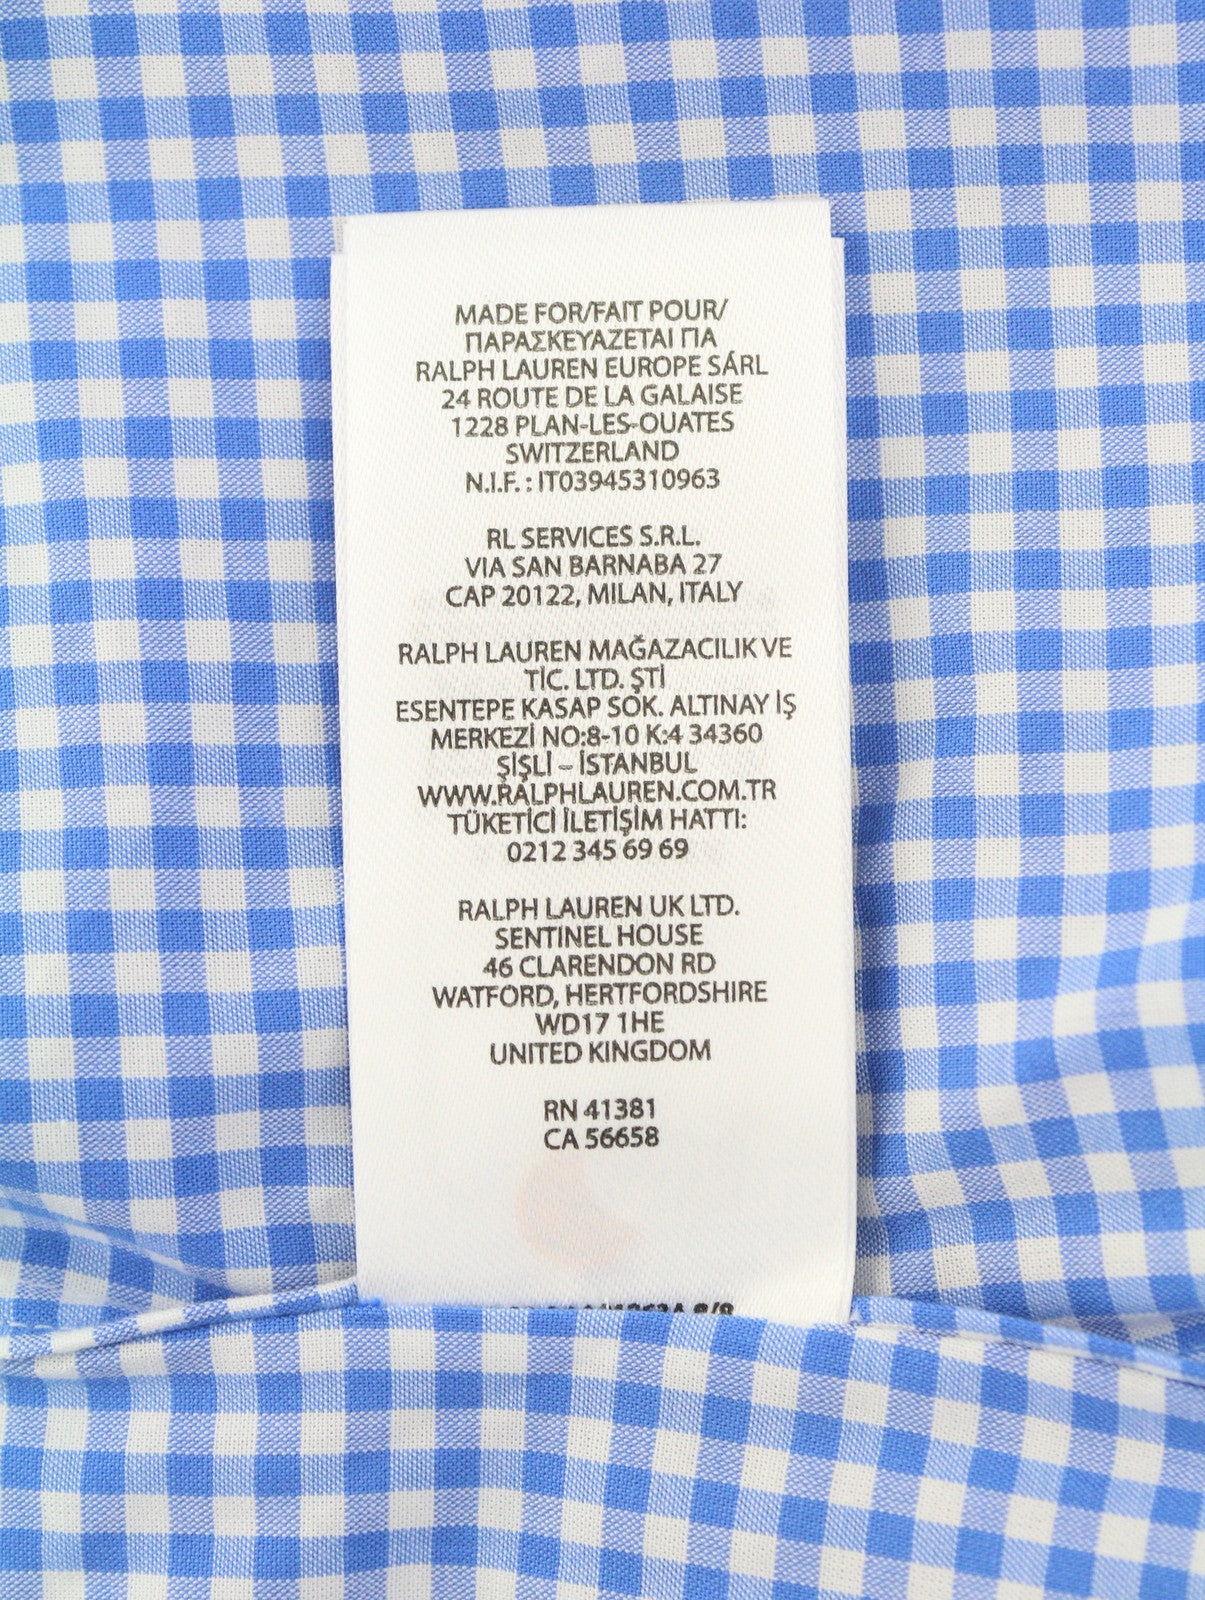 MADE FOR/FAIT POUR/
ΠΑΡΑΣΚΕΥΑΖΕΤΑΙ ΓΙΑ
RALPH LAUREN EUROPE SÁRL
24 ROUTE DE LA GALAISE
1228 PLAN-LES-OUATES
SWITZERLAND
N.I.F. : IT03945310963
RL SERVICES S.R.L.
VIA SAN BARNABA 27
CAP 20122, MILAN, ITALY
RALPH LAUREN MAĞAZACILIK VE
TİC. LTD. ŞTİ
ESENTEPE KASAP SOK. ALTINAY İŞ
MERKEZİ NO:8-10 K:4 34360
ŞİŞLİ – İSTANBUL
WWW.RALPHLAUREN.COM.TR
TÜKETİCİ İLETİŞİM HATTI:
0212 345 69 69
RALPH LAUREN UK LTD.
SENTINEL HOUSE
46 CLARENDON RD
WATFORD, HERTFORDSHIRE
WD17 1HE
UNITED KINGDOM
RN 41381
CA 56658